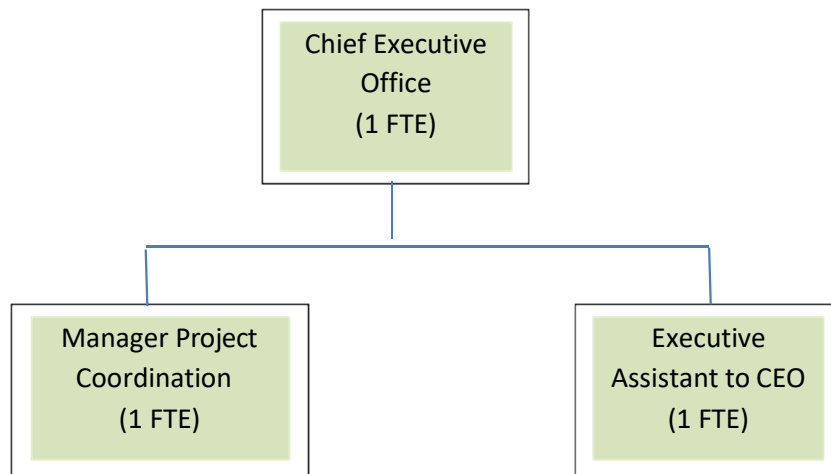 Chief Executive
Office
(1 FTE)
Manager Project
Coordination
(1 FTE)
Executive
Assistant to CEO
(1 FTE)